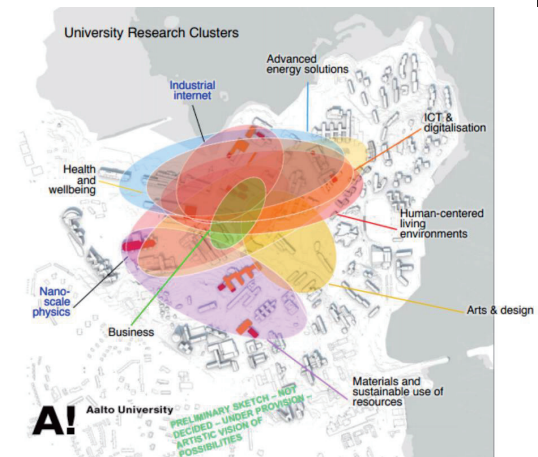 University Research Clusters
Advanced
energy solutions
Industrial
internet
ICT &
digitalisation
Health
and
wellbeing
Human-centered
living
environments
Nano-
scale
physics
Arts & design
Business
Materials and
sustainable use of
resources
A! Aalto University
PRELIMINARY SKETCH – NOT
DECIDED – UNDER PROVISION –
ARTISTIC VISION OF
POSSIBILITIES